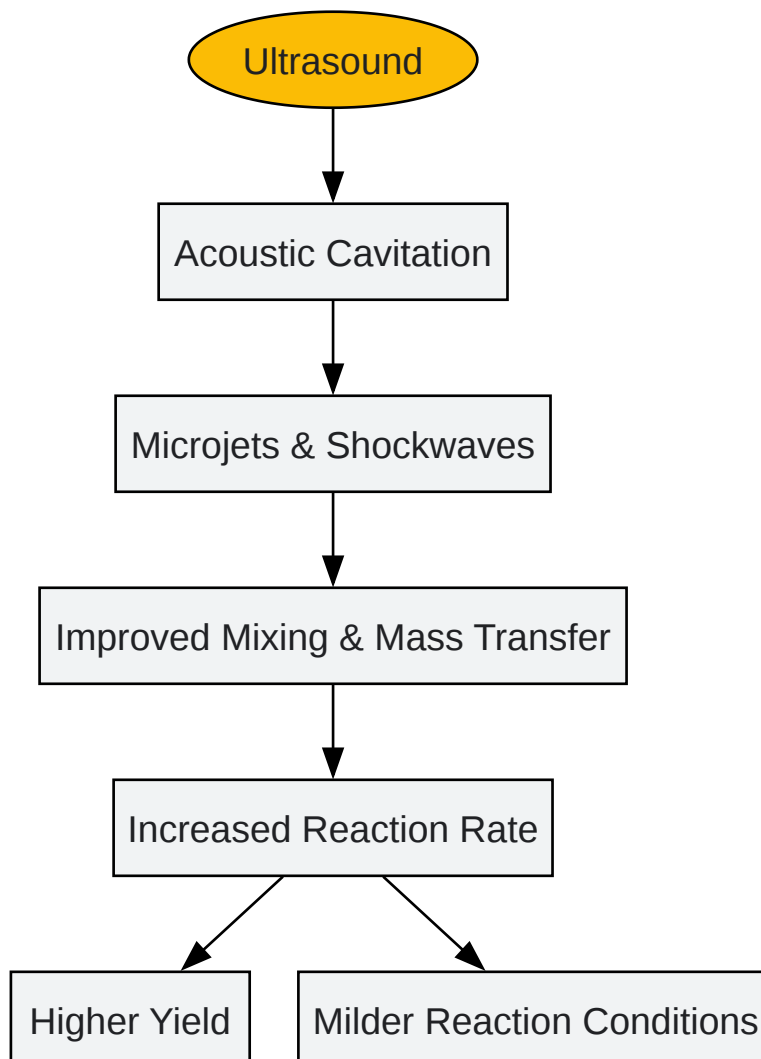 Ultrasound
Acoustic Cavitation
Microjets & Shockwaves
Improved Mixing & Mass Transfer
Increased Reaction Rate
Higher Yield
Milder Reaction Conditions